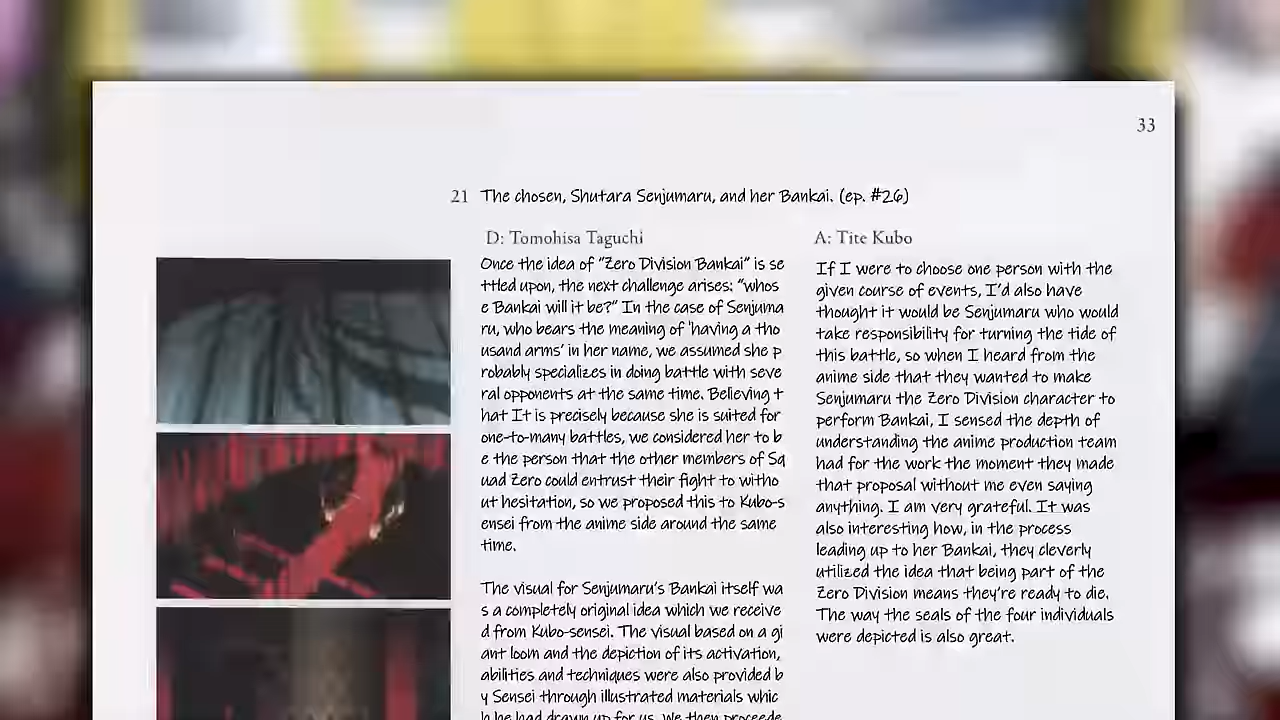 33
21 The chosen, Shutara Senjumaru, and her Bankai. (ep. #26)
D: Tomohisa Taguchi
Once the idea of "Zero Division Bankai" is se
ttled upon, the next challenge arises: "whos
e Bankai will it be?" In the case of Senjuma
ru, who bears the meaning of 'having a tho
usand arms' in her name, we assumed she p
robably specializes in doing battle with seve
ral opponents at the same time. Believing t
hat It is precisely because she is suited for
one-to-many battles, we considered her to b
e the person that the other members of Sq
uad Zero could entrust their fight to witho
ut hesitation, so we proposed this to Kubo-s
ensei from the anime side around the same
time.
The visual for Senjumaru's Bankai itself wa
s a completely original idea which we receive
d from Kubo-sensei. The visual based on a gi
ant loom and the depiction of its activation,
abilities and techniques were also provided b
y Sensei through illustrated materials whic
h he had drawn up for us. We then proceede
A: Tite Kubo
If I were to choose one person with the
given course of events, I'd also have
thought it would be Senjumaru who would
take responsibility for turning the tide of
this battle, so when I heard from the
anime side that they wanted to make
Senjumaru the Zero Division character to
perform Bankai, I sensed the depth of
understanding the anime production team
had for the work the moment they made
that proposal without me even saying
anything. I am very grateful. It was
also interesting how, in the process
leading up to her Bankai, they cleverly
utilized the idea that being part of the
Zero Division means they're ready to die.
The way the seals of the four individuals
were depicted is also great.